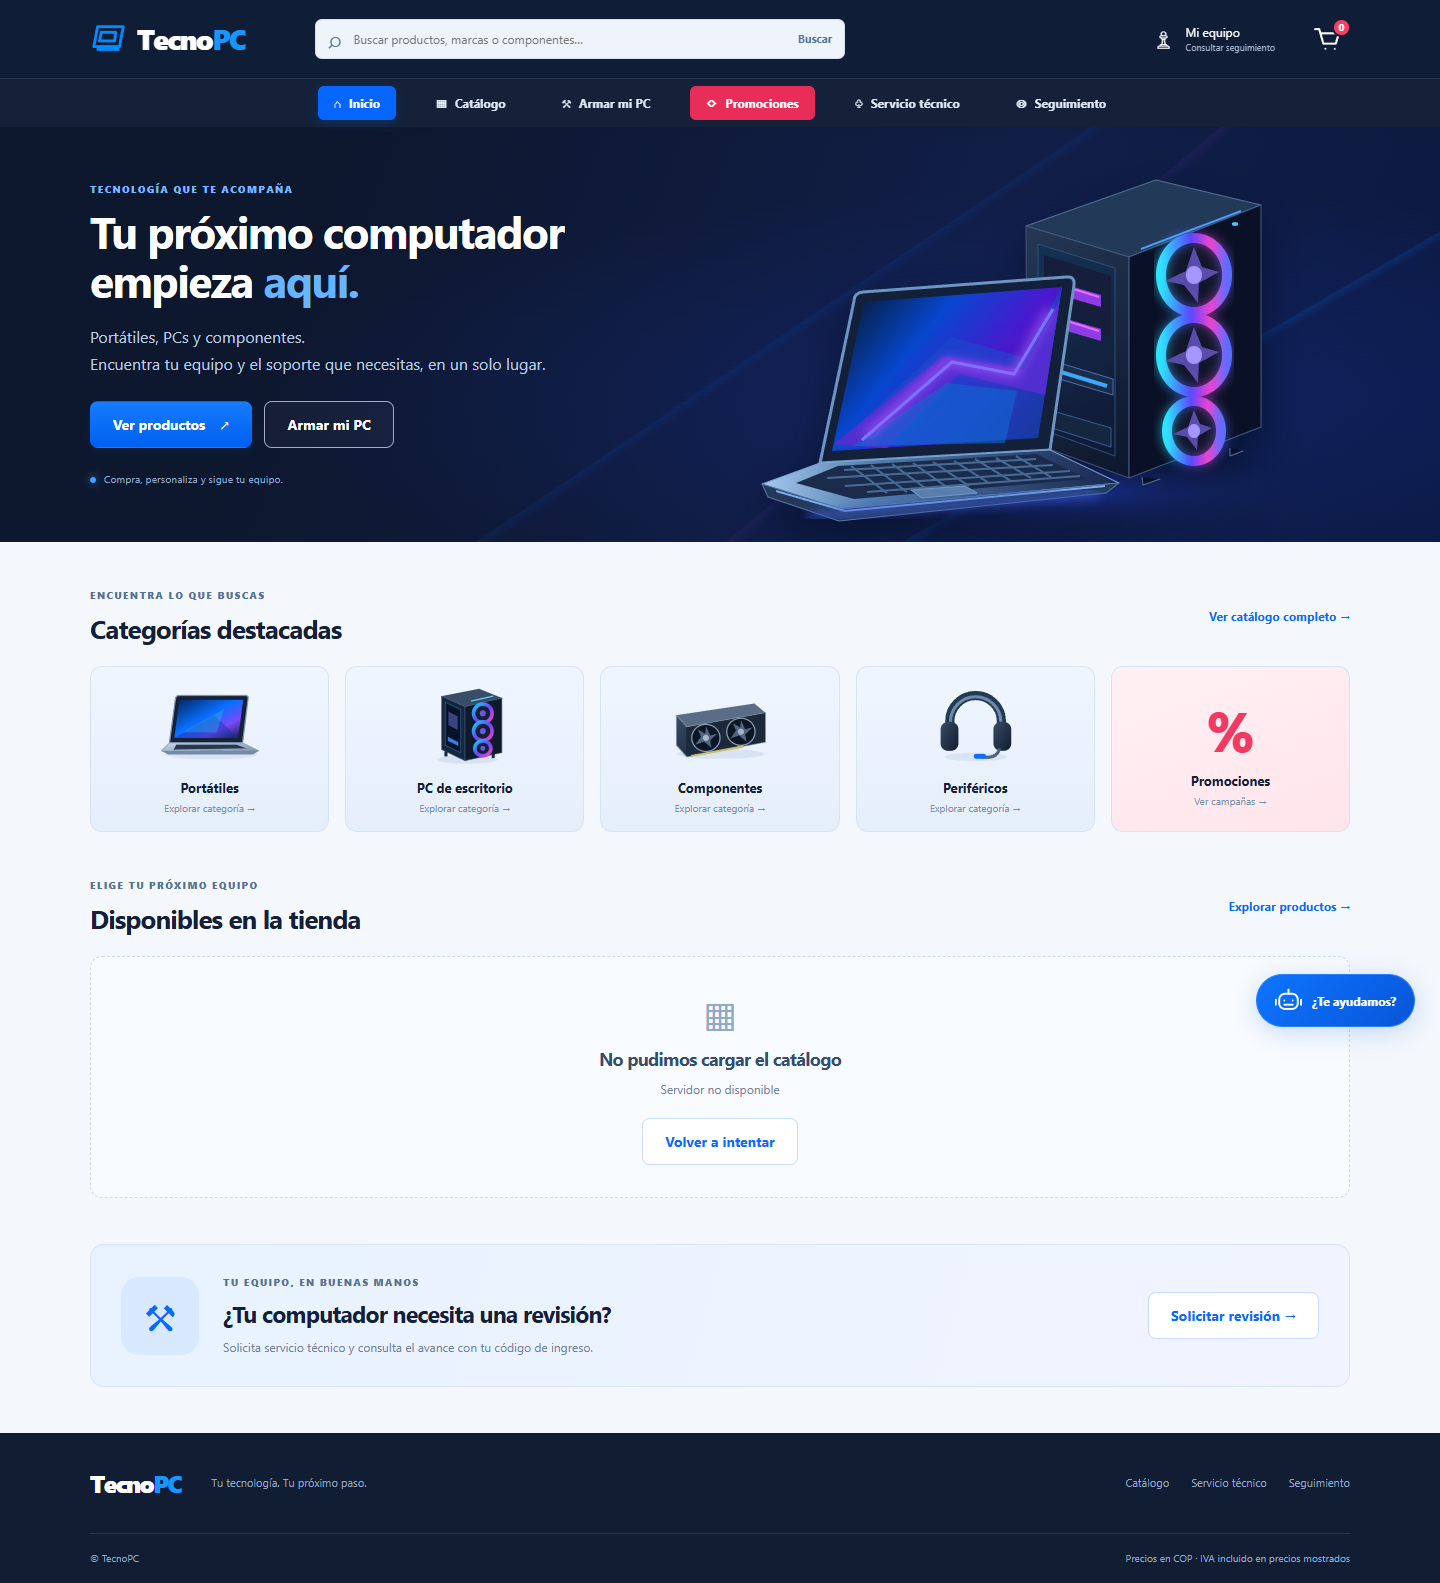 TecnoPC
Buscar productos, marcas o componentes...
Buscar
Mi equipo
Consultar seguimiento
0
Inicio
Catálogo
Armar mi PC
Promociones
Servicio técnico
Seguimiento
TECNOLOGÍA QUE TE ACOMPAÑA
Tu próximo computador
empieza aquí.
Portátiles, PCs y componentes.
Encuentra tu equipo y el soporte que necesitas, en un solo lugar.
Ver productos ↗
Armar mi PC
Compra, personaliza y sigue tu equipo.
ENCUENTRA LO QUE BUSCAS
Categorías destacadas
Ver catálogo completo →
Portátiles
Explorar categoría →
PC de escritorio
Explorar categoría →
Componentes
Explorar categoría →
Periféricos
Explorar categoría →
%
Promociones
Ver campañas →
ELIGE TU PRÓXIMO EQUIPO
Disponibles en la tienda
Explorar productos →
¿Te ayudamos?
No pudimos cargar el catálogo
Servidor no disponible
Volver a intentar
TU EQUIPO, EN BUENAS MANOS
¿Tu computador necesita una revisión?
Solicita servicio técnico y consulta el avance con tu código de ingreso.
Solicitar revisión →
TecnoPC
Tu tecnología. Tu próximo paso.
Catálogo
Servicio técnico
Seguimiento
© TecnoPC
Precios en COP · IVA incluido en precios mostrados